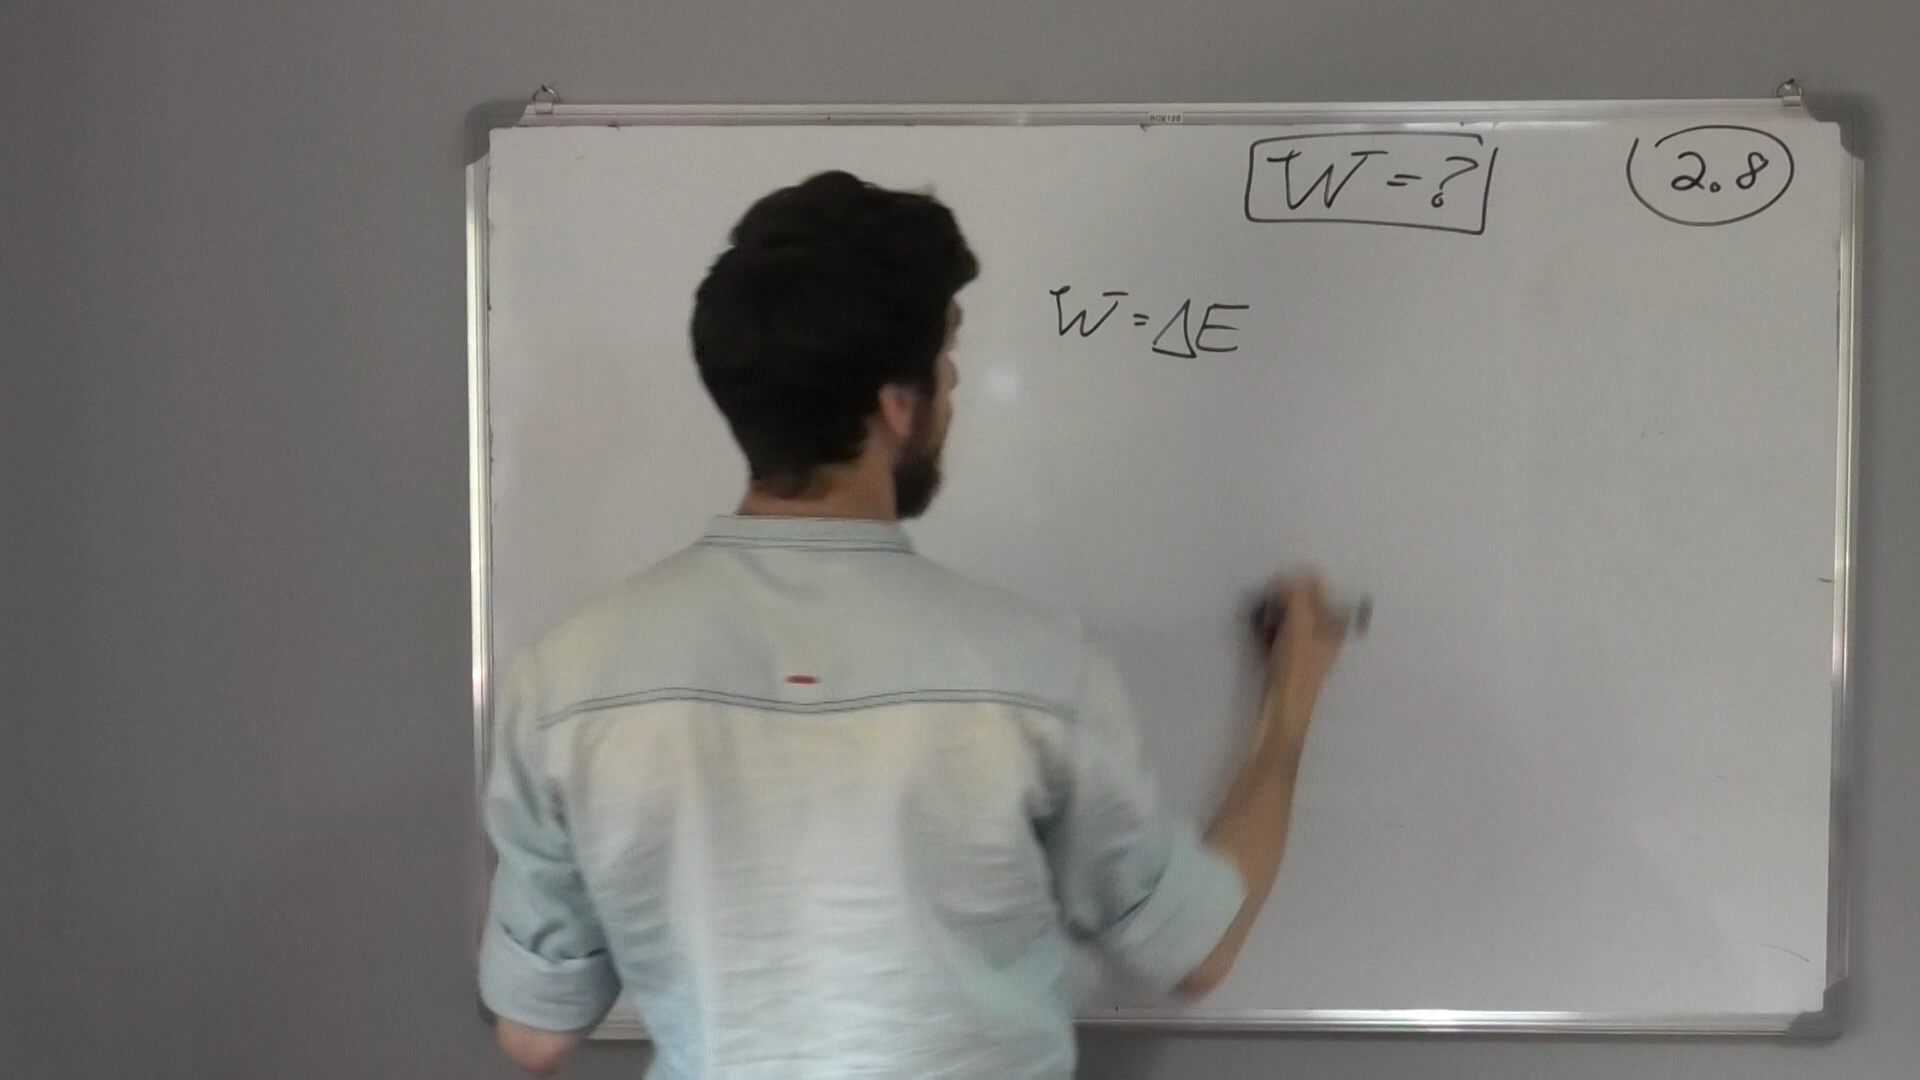 W = ? 2.8
W = ΔE